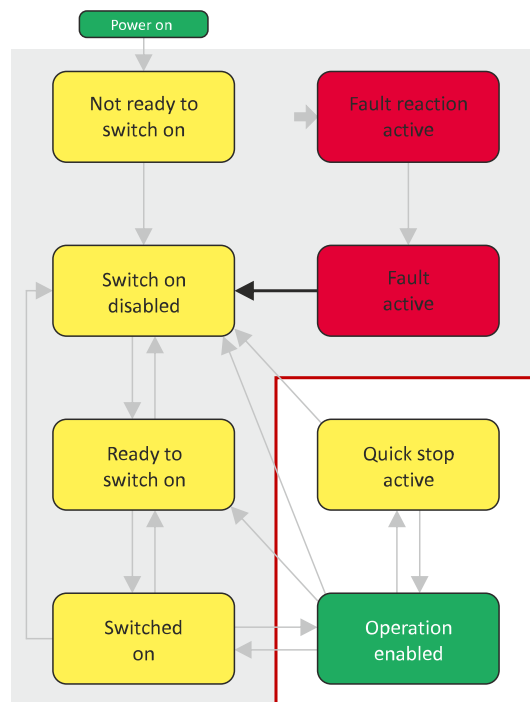 Power on
Not ready to
switch on
Fault reaction
active
Switch on
disabled
Fault
active
Ready to
switch on
Quick stop
active
Switched
on
Operation
enabled